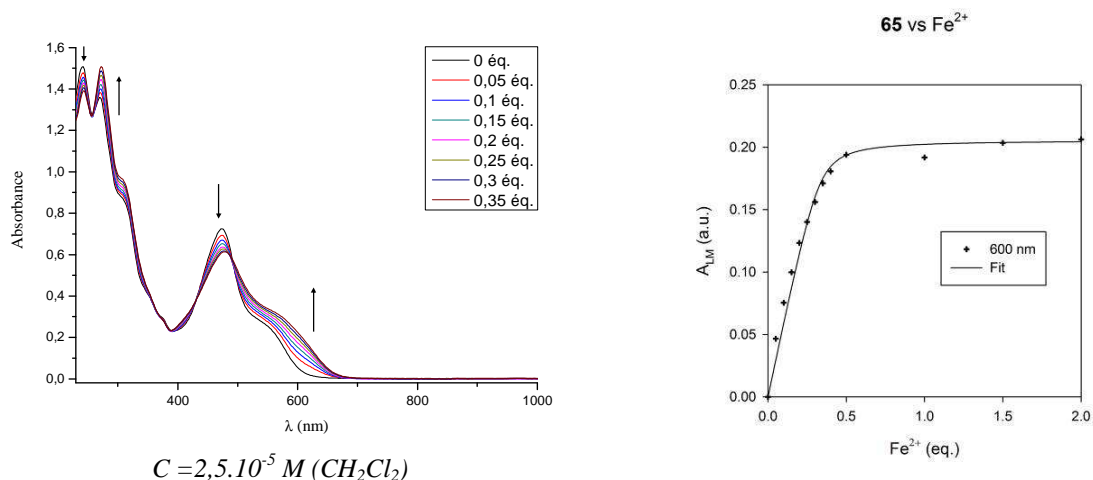 1,6
1,4
1,2
1,0
0,8
0,6
0,4
0,2
0,0
Absorbance
400
600
800
1000
λ (nm)
0 éq.
0,05 éq.
0,1 éq.
0,15 éq.
0,2 éq.
0,25 éq.
0,3 éq.
0,35 éq.
C =2,5.10⁻⁵ M (CH₂Cl₂)
65 vs Fe²⁺
0.25
0.20
0.15
0.10
0.05
0.00
A_LM (a.u.)
600 nm
Fit
0.0
0.5
1.0
1.5
2.0
Fe²⁺ (eq.)